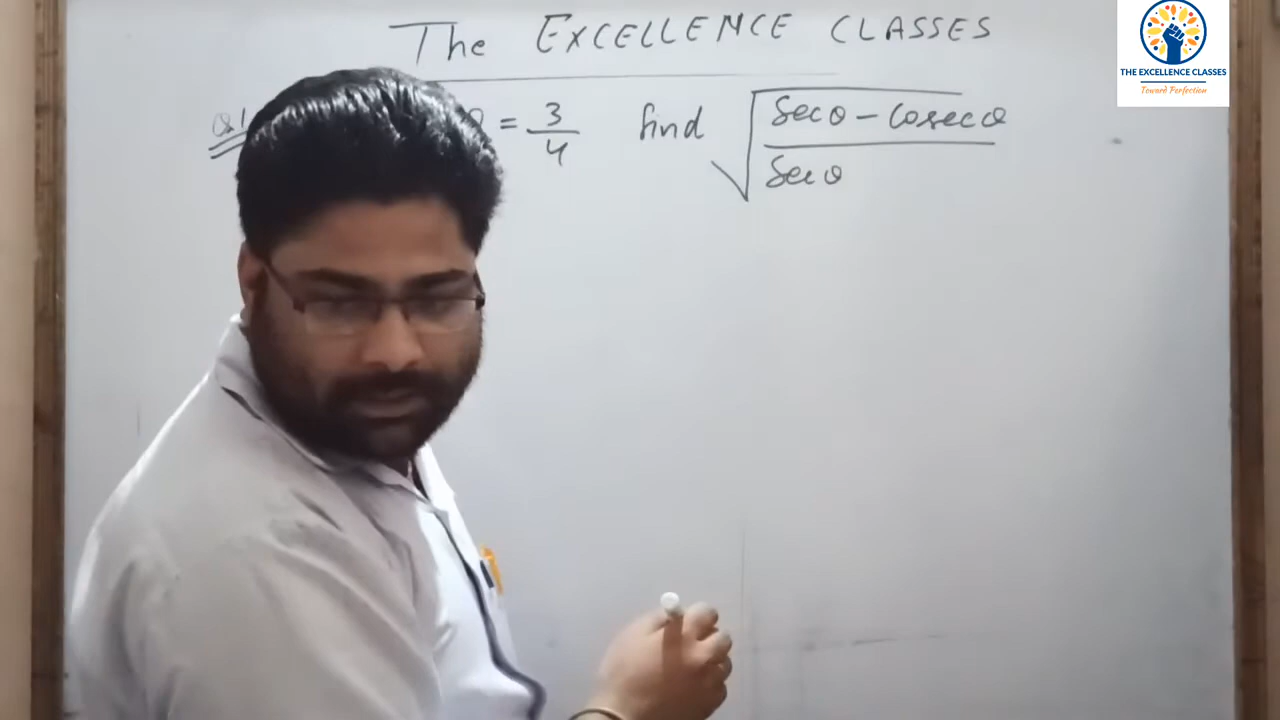 The EXCELLENCE CLASSES
Q1 θ = 3/4 find √(Secθ - Cosecθ / Secθ)
THE EXCELLENCE CLASSES
Toward Perfection